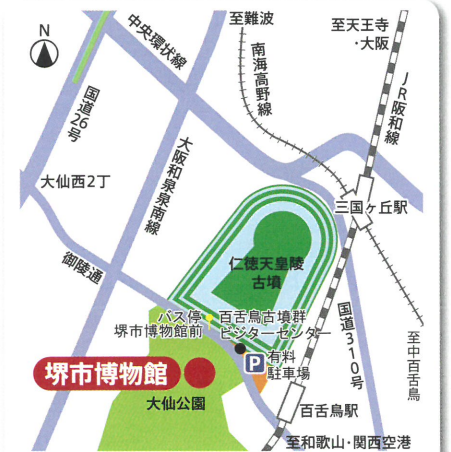 N
中央環状線
至難波
至天王寺
・大阪
南海高野線
JR阪和線
国道26号
大阪和泉泉南線
大仙西2丁
三国ヶ丘駅
御陵通
仁徳天皇陵
古墳
バス停
堺市博物館前
百舌鳥古墳群
ビジターセンター
国道310号
至中百舌鳥
P
有料
駐車場
堺市博物館
大仙公園
百舌鳥駅
至和歌山・関西空港